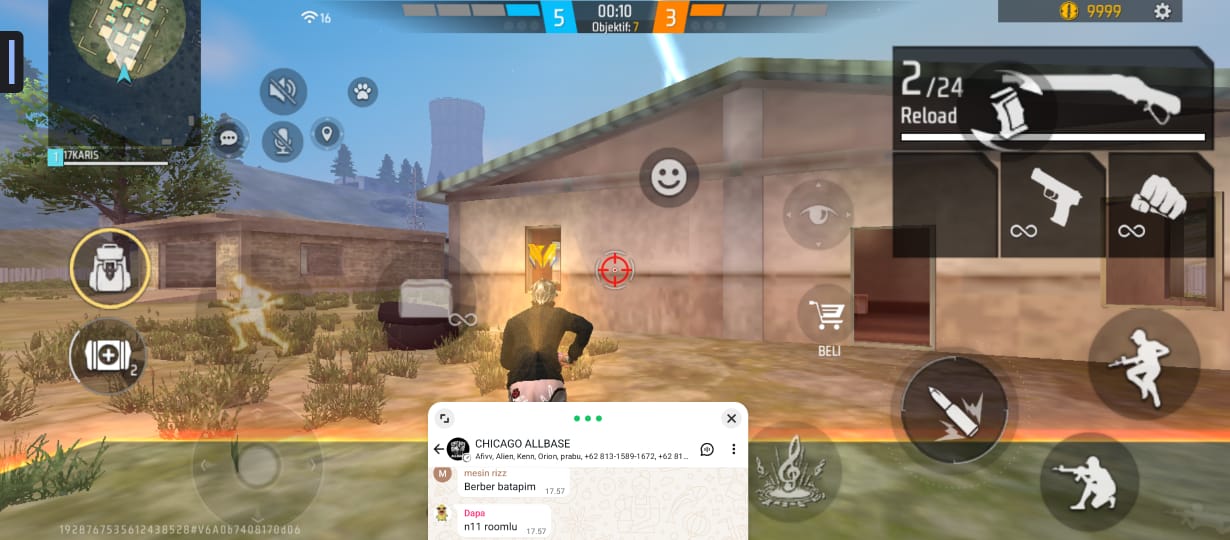 16
5
00:10
Objektif: 7
3
9999
2/24
Reload
1 17KARIS
2
BELI
CHICAGO ALLBASE
Afivv, Alien, Kenn, Orion, prabu, +62 813-1589-1672, +62 81...
M
mesin rizz
Berber batapim 17.57
Dapa
n11 roomlu 17.57